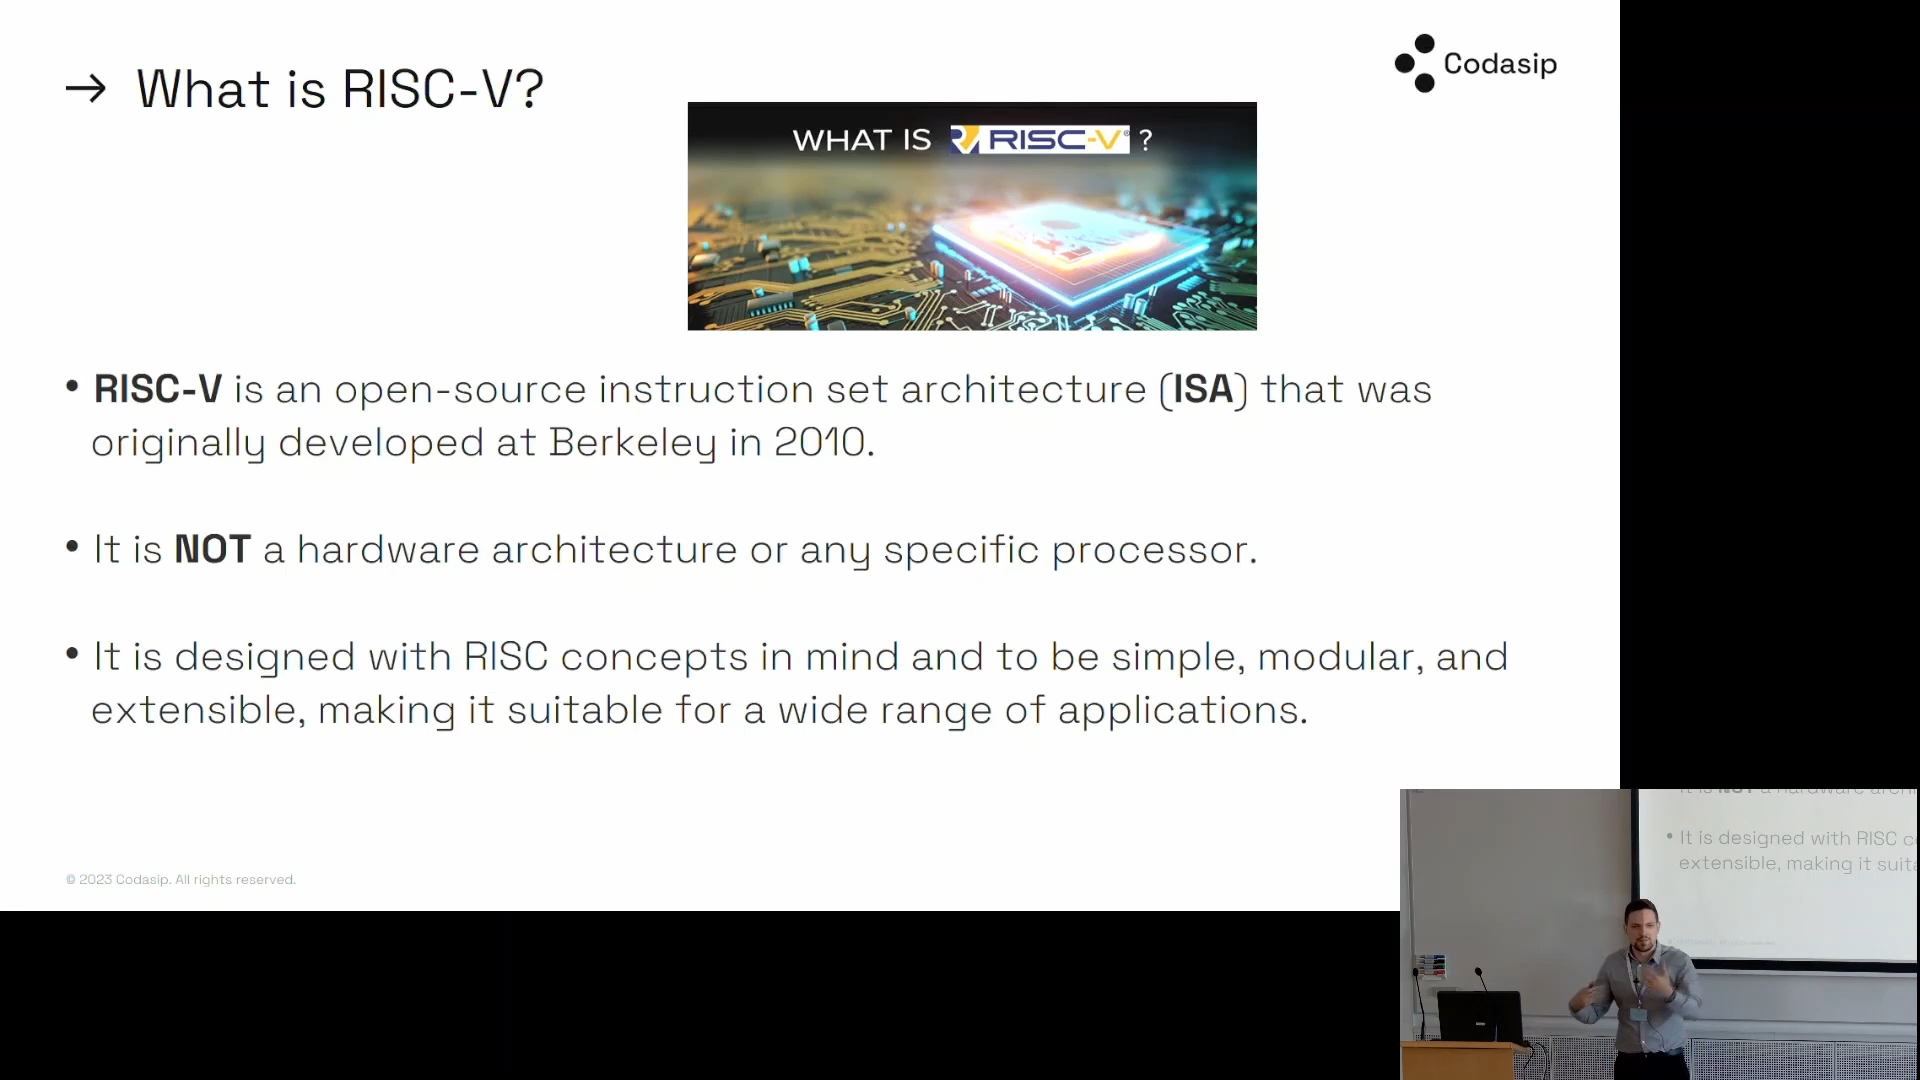 → What is RISC-V?
Codasip
WHAT IS RISC-V® ?
• RISC-V is an open-source instruction set architecture (ISA) that was
originally developed at Berkeley in 2010.
• It is NOT a hardware architecture or any specific processor.
• It is designed with RISC concepts in mind and to be simple, modular, and
extensible, making it suitable for a wide range of applications.
© 2023 Codasip. All rights reserved.
• It is designed with RISC
extensible, making it